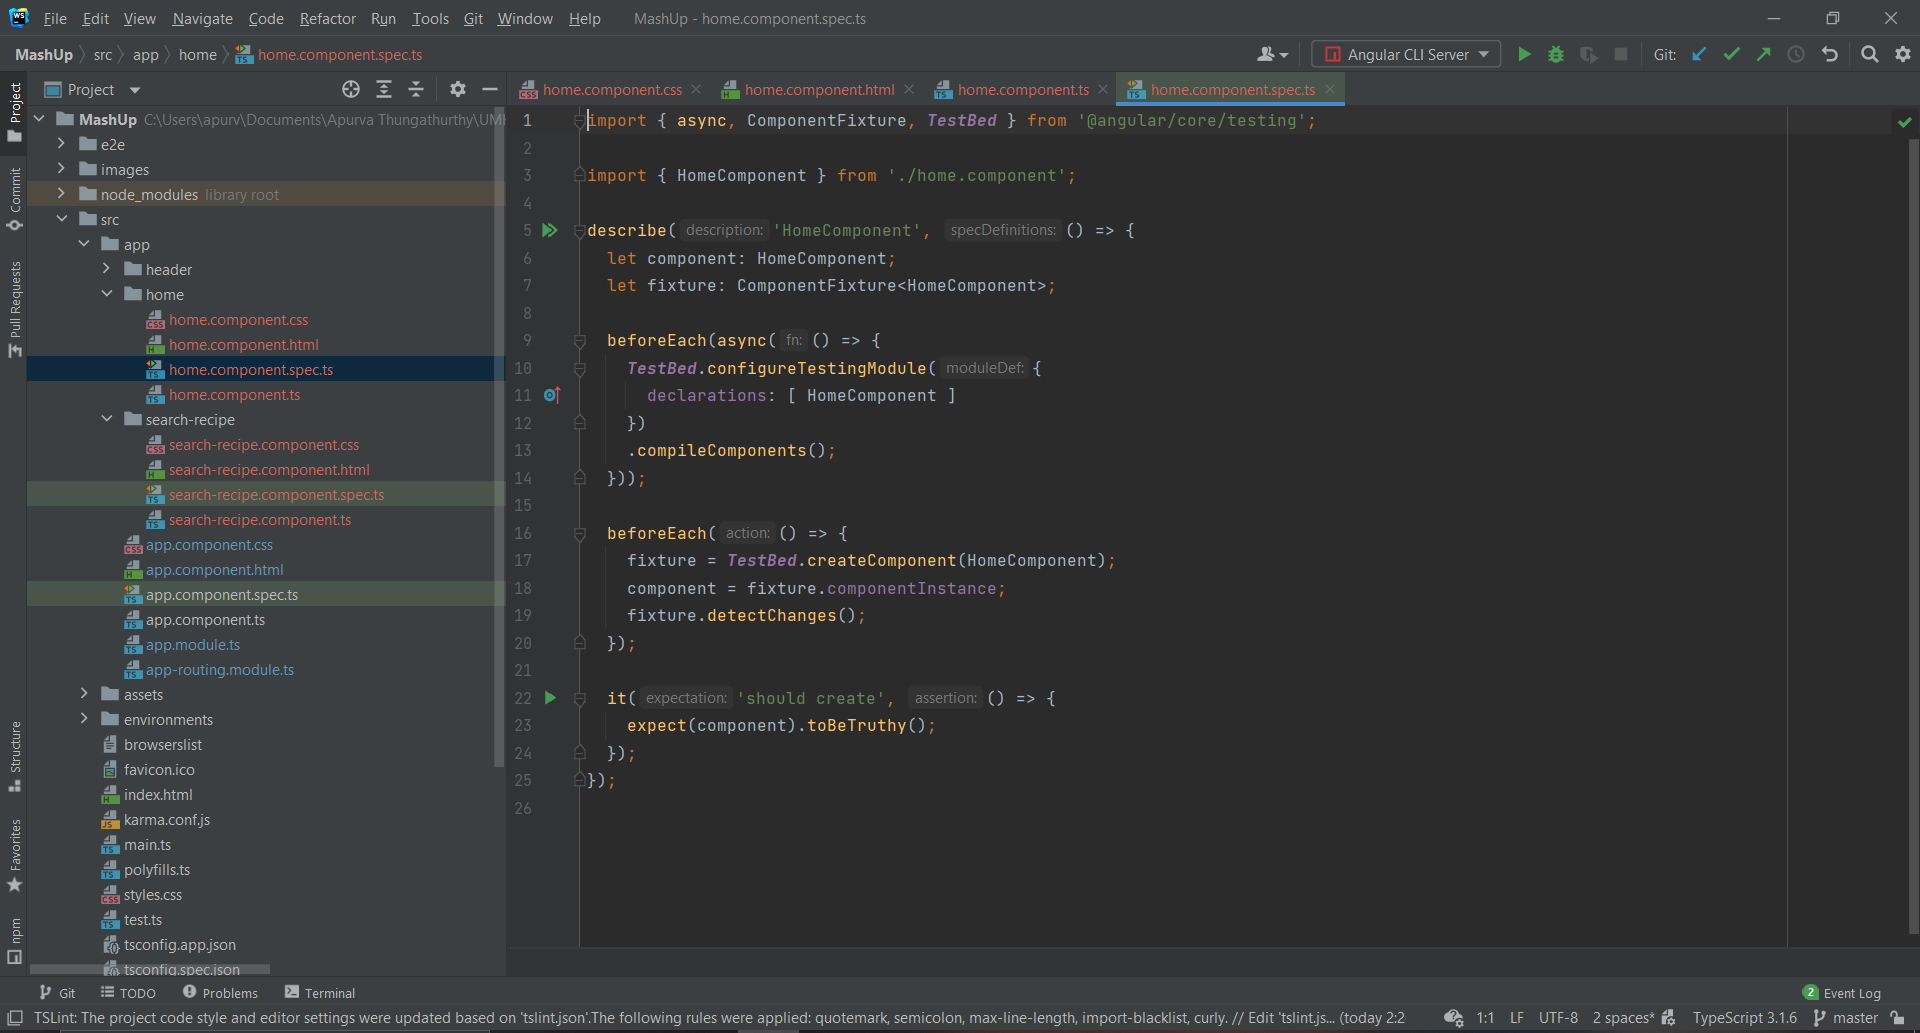 File Edit View Navigate Code Refactor Run Tools Git Window Help MashUp - home.component.spec.ts
MashUp src app home home.component.spec.ts Angular CLI Server Git:
Project
home.component.css home.component.html home.component.ts home.component.spec.ts
MashUp C:\Users\apurv\Documents\Apurva Thungathurthy\UM
e2e
images
node_modules library root
src
app
header
home
home.component.css
home.component.html
home.component.spec.ts
home.component.ts
search-recipe
search-recipe.component.css
search-recipe.component.html
search-recipe.component.spec.ts
search-recipe.component.ts
app.component.css
app.component.html
app.component.spec.ts
app.component.ts
app.module.ts
app-routing.module.ts
assets
environments
browserslist
favicon.ico
index.html
karma.conf.js
main.ts
polyfills.ts
styles.css
test.ts
tsconfig.app.json
tsconfig.spec.json
Project
Commit
Pull Requests
Structure
Favorites
npm
1 import { async, ComponentFixture, TestBed } from '@angular/core/testing';
2
3 import { HomeComponent } from './home.component';
4
5 describe( description: 'HomeComponent', specDefinitions: () => {
6 let component: HomeComponent;
7 let fixture: ComponentFixture<HomeComponent>;
8
9 beforeEach(async( fn: () => {
10 TestBed.configureTestingModule( moduleDef: {
11 declarations: [ HomeComponent ]
12 })
13 .compileComponents();
14 }));
15
16 beforeEach( action: () => {
17 fixture = TestBed.createComponent(HomeComponent);
18 component = fixture.componentInstance;
19 fixture.detectChanges();
20 });
21
22 it( expectation: 'should create', assertion: () => {
23 expect(component).toBeTruthy();
24 });
25 });
26
Git TODO Problems Terminal 2 Event Log
TSLint: The project code style and editor settings were updated based on 'tslint.json'.The following rules were applied: quotemark, semicolon, max-line-length, import-blacklist, curly. // Edit 'tslint.js... (today 2:2 1:1 LF UTF-8 2 spaces* TypeScript 3.1.6 master